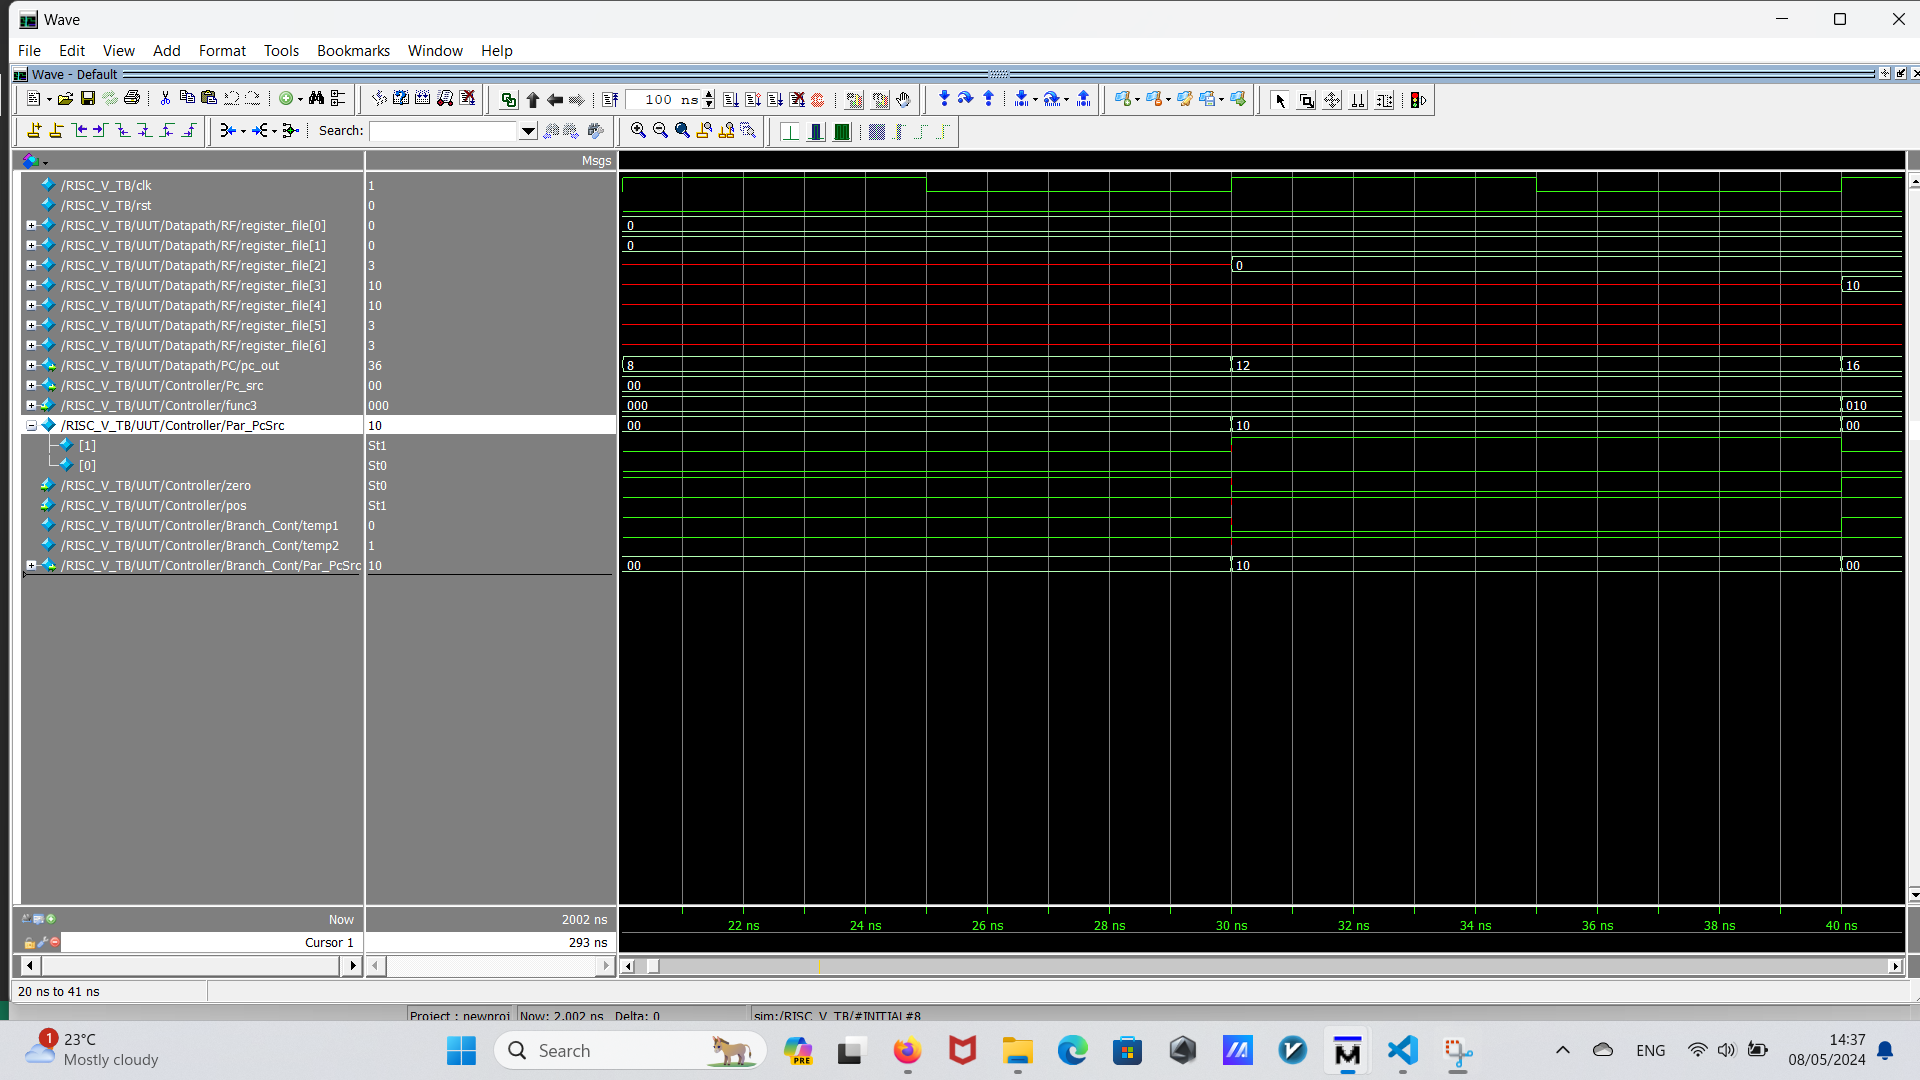 Wave
File Edit View Add Format Tools Bookmarks Window Help
Wave - Default
100 ns
Search:
Msgs
/RISC_V_TB/clk 1
/RISC_V_TB/rst 0
/RISC_V_TB/UUT/Datapath/RF/register_file[0] 0 0
/RISC_V_TB/UUT/Datapath/RF/register_file[1] 0 0
/RISC_V_TB/UUT/Datapath/RF/register_file[2] 3 0
/RISC_V_TB/UUT/Datapath/RF/register_file[3] 10 10
/RISC_V_TB/UUT/Datapath/RF/register_file[4] 10
/RISC_V_TB/UUT/Datapath/RF/register_file[5] 3
/RISC_V_TB/UUT/Datapath/RF/register_file[6] 3
/RISC_V_TB/UUT/Datapath/PC/pc_out 36 8 12 16
/RISC_V_TB/UUT/Controller/Pc_src 00 00
/RISC_V_TB/UUT/Controller/func3 000 000 010
/RISC_V_TB/UUT/Controller/Par_PcSrc 10 00 10 00
[1] St1
[0] St0
/RISC_V_TB/UUT/Controller/zero St0
/RISC_V_TB/UUT/Controller/pos St1
/RISC_V_TB/UUT/Controller/Branch_Cont/temp1 0
/RISC_V_TB/UUT/Controller/Branch_Cont/temp2 1
/RISC_V_TB/UUT/Controller/Branch_Cont/Par_PcSrc 10 00 10 00
Now 2002 ns 22 ns 24 ns 26 ns 28 ns 30 ns 32 ns 34 ns 36 ns 38 ns 40 ns
Cursor 1 293 ns
20 ns to 41 ns
Project : newproj Now: 2,002 ns Delta: 0 sim:/RISC_V_TB/#INITIAL#8
1 23°C
Mostly cloudy
Search
PRE
ENG
14:37
08/05/2024